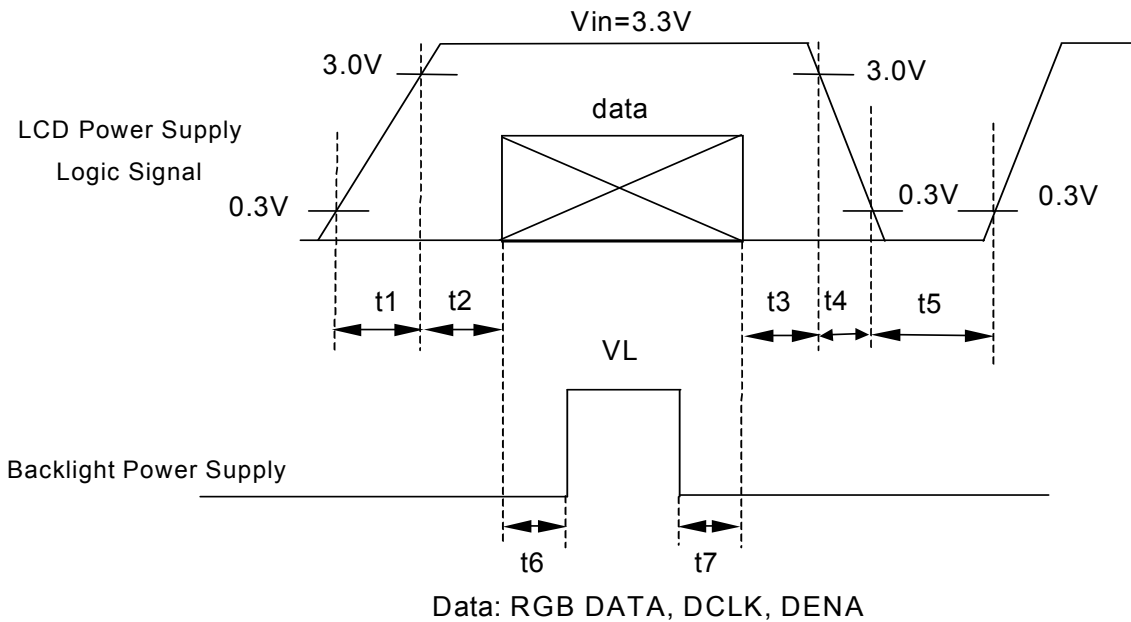 Vin=3.3V
3.0V
3.0V
data
LCD Power Supply
Logic Signal
0.3V
0.3V
0.3V
t1
t2
t3
t4
t5
VL
Backlight Power Supply
t6
t7
Data: RGB DATA, DCLK, DENA